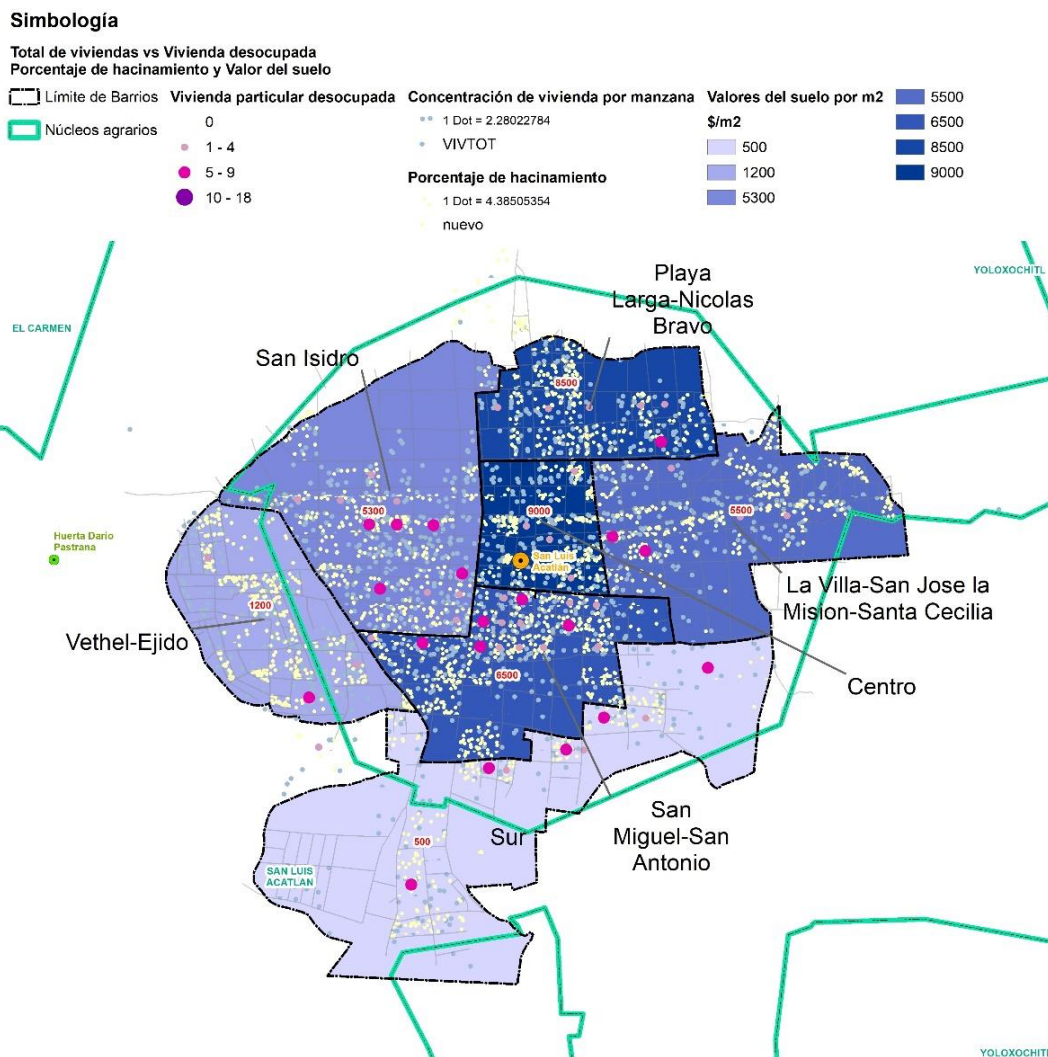 Simbología
Total de viviendas vs Vivienda desocupada
Porcentaje de hacinamiento y Valor del suelo
Límite de Barrios
Núcleos agrarios
Vivienda particular desocupada
0
1 - 4
5 - 9
10 - 18
Concentración de vivienda por manzana
1 Dot = 2.28022784
VIVTOT
Porcentaje de hacinamiento
1 Dot = 4.38505354
nuevo
Valores del suelo por m2
$/m2
500
1200
5300
5500
6500
8500
9000
Playa
Larga-Nicolas
Bravo
YOLOXOCHITL
EL CARMEN
San Isidro
8500
5300
9000
5500
San Luis
Acatlán
Huerta Dario
Pastrana
La Villa-San Jose la
Mision-Santa Cecilia
1200
Vethel-Ejido
6500
Centro
San
Miguel-San
Antonio
Sur
500
SAN LUIS
ACATLAN
YOLOXOCHITL